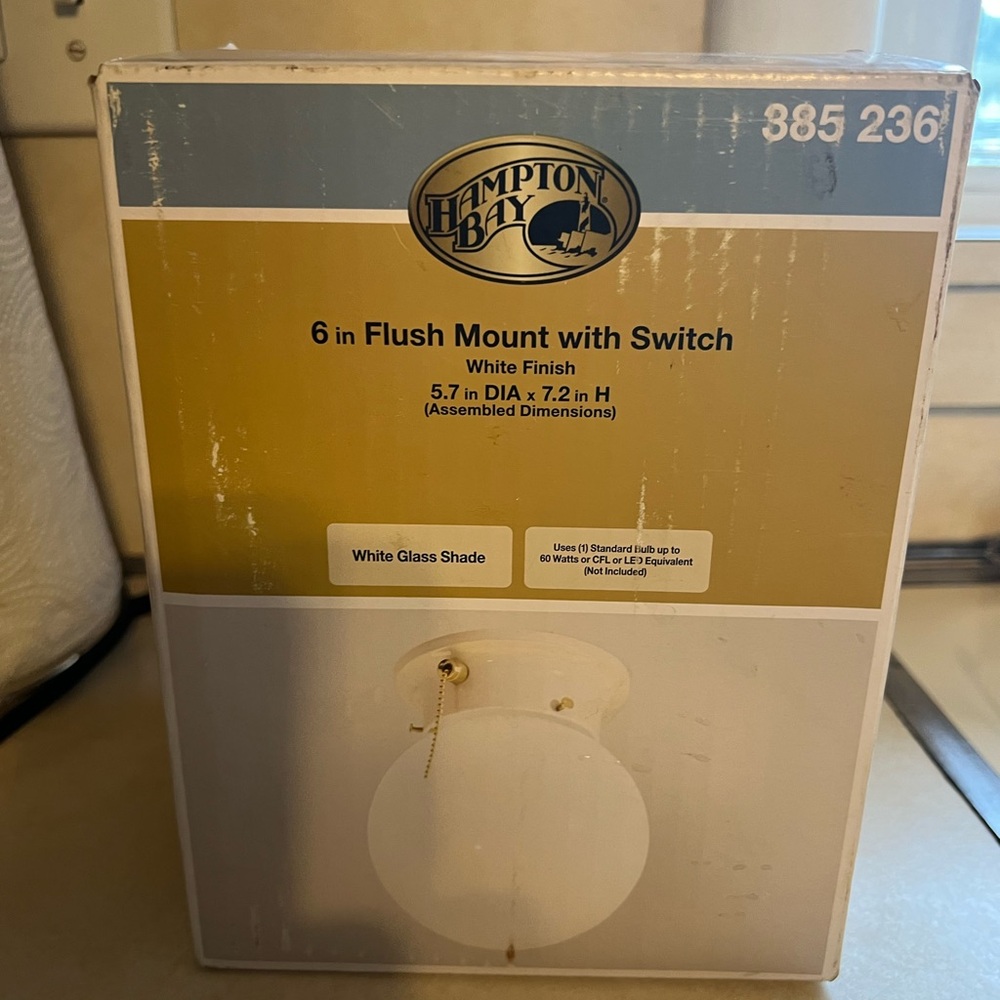 385 236
HAMPTON
BAY
6 in Flush Mount with Switch
White Finish
5.7 in DIA x 7.2 in H
(Assembled Dimensions)
White Glass Shade
Uses (1) Standard Bulb up to
60 Watts or CFL or LED Equivalent
(Not Included)